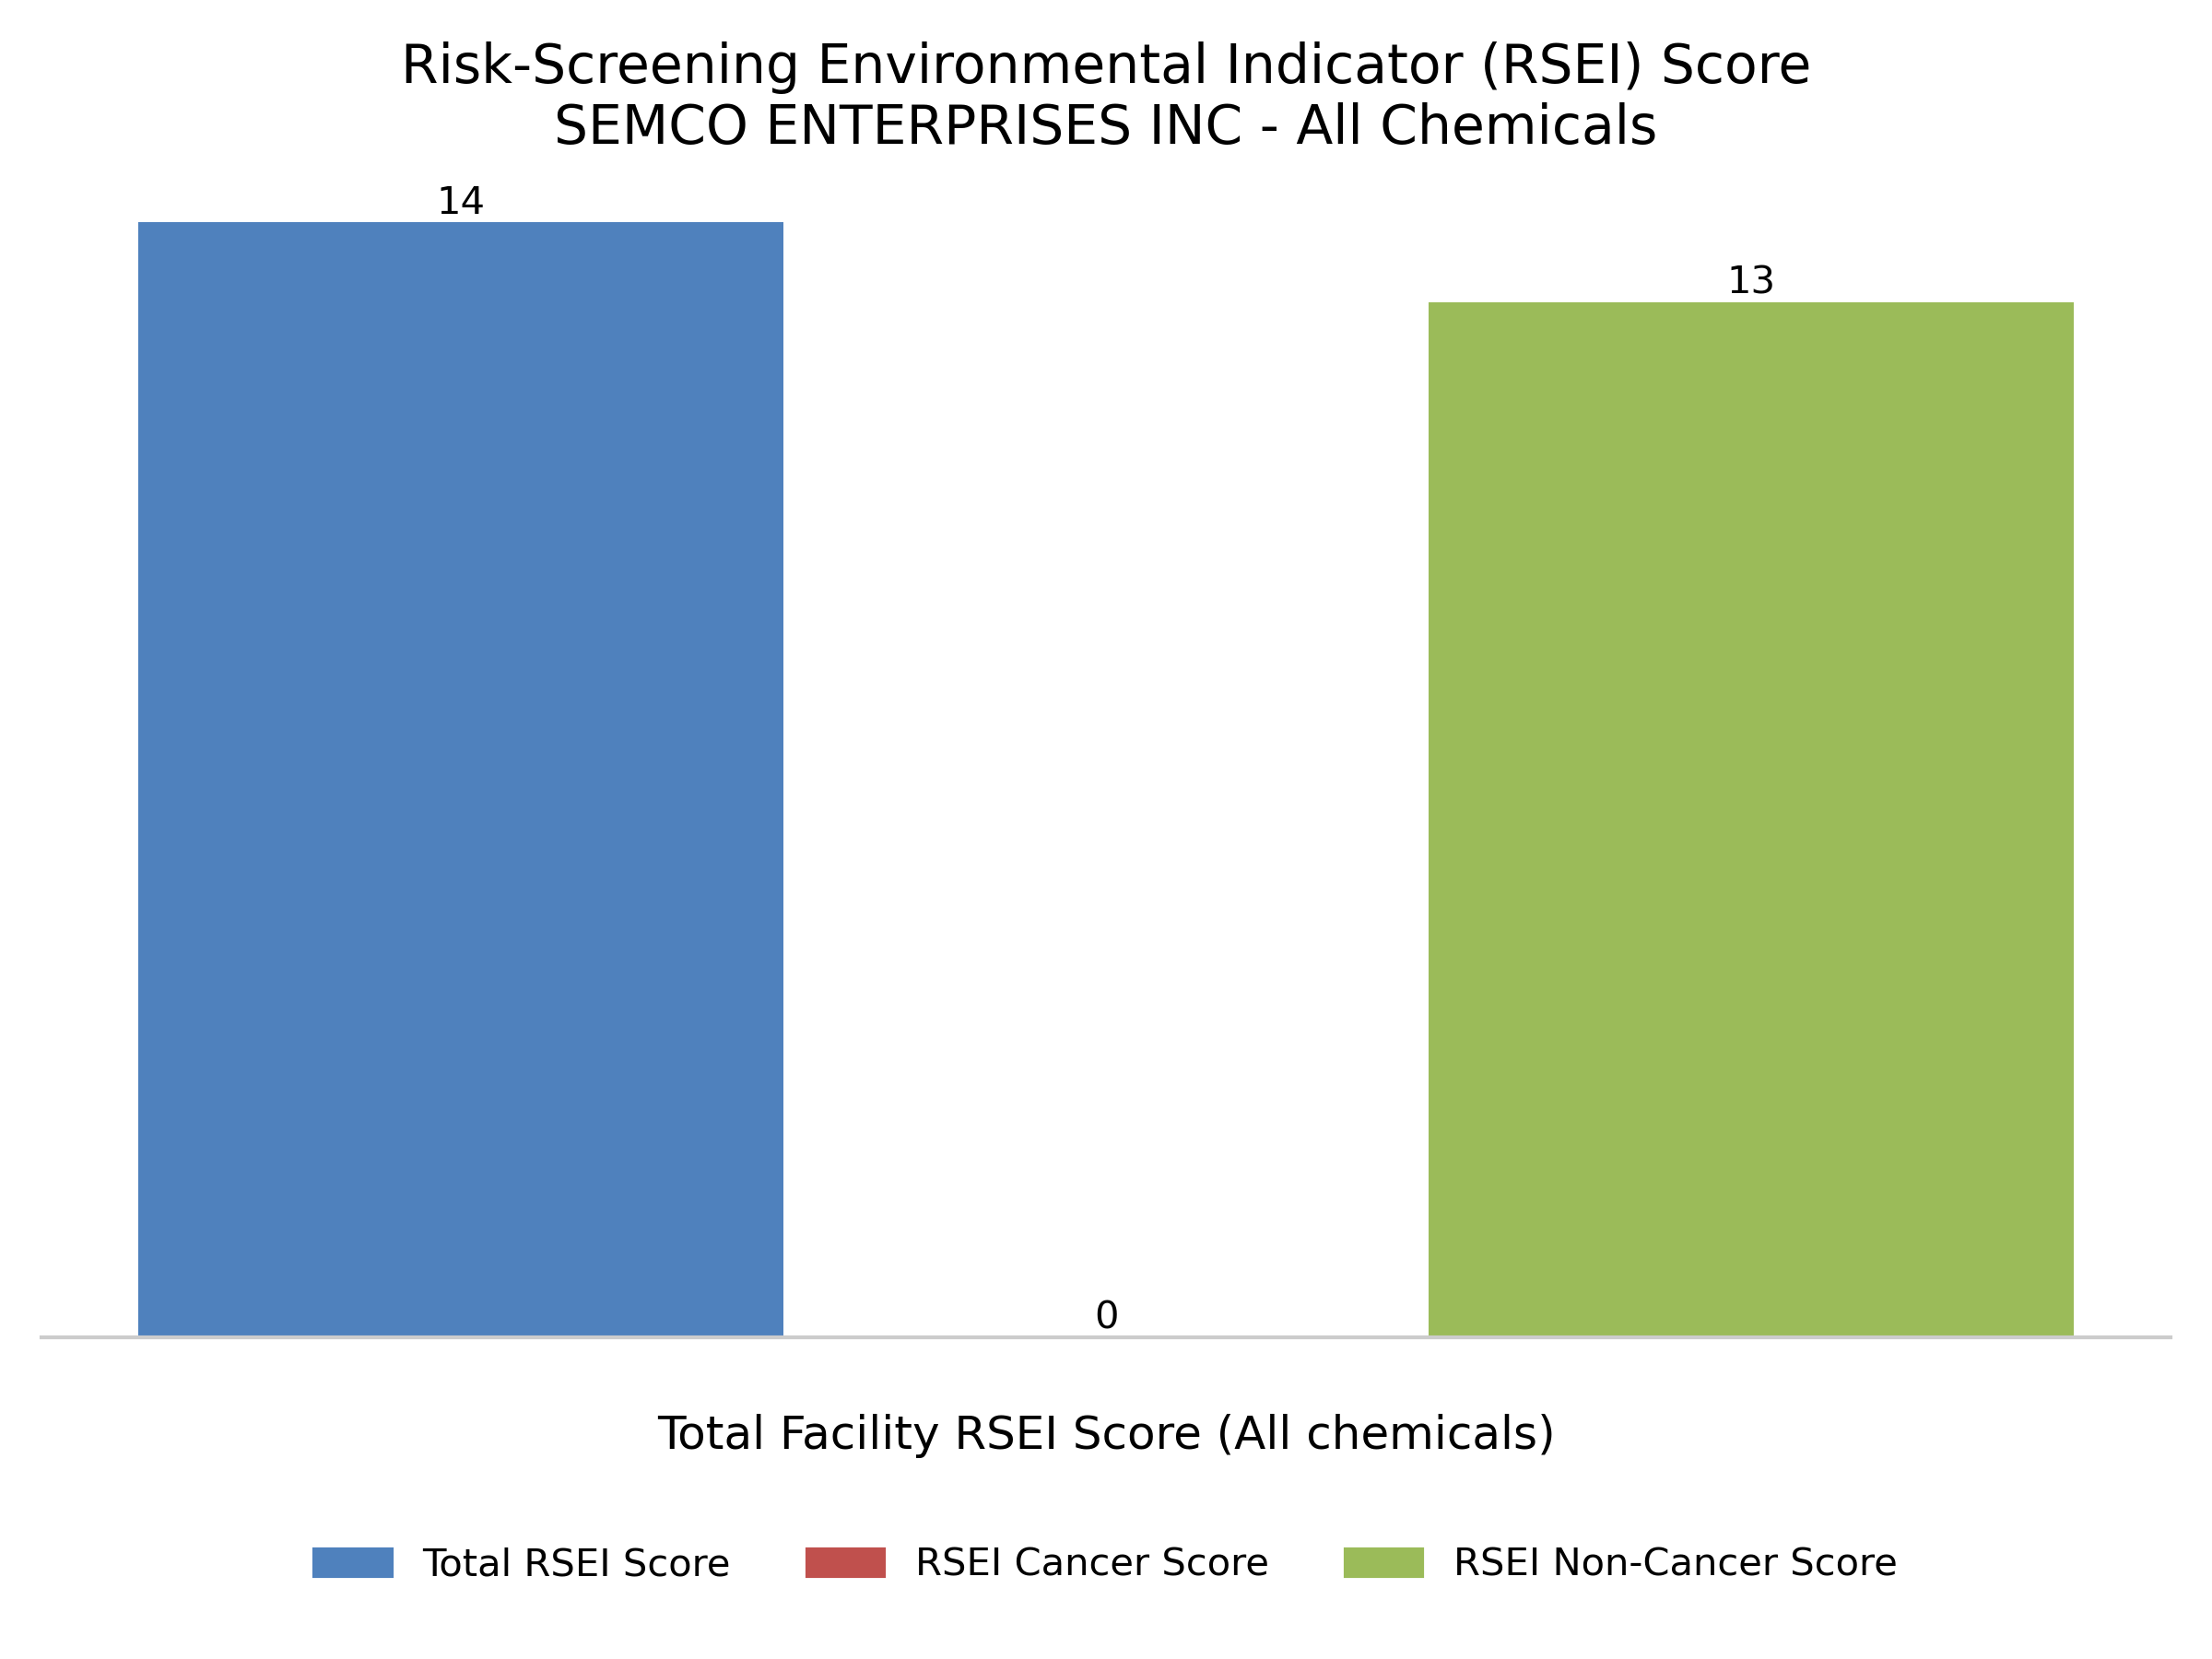 Risk-Screening Environmental Indicator (RSEI) Score
SEMCO ENTERPRISES INC - All Chemicals
14
13
0
Total Facility RSEI Score (All chemicals)
Total RSEI Score
RSEI Cancer Score
RSEI Non-Cancer Score